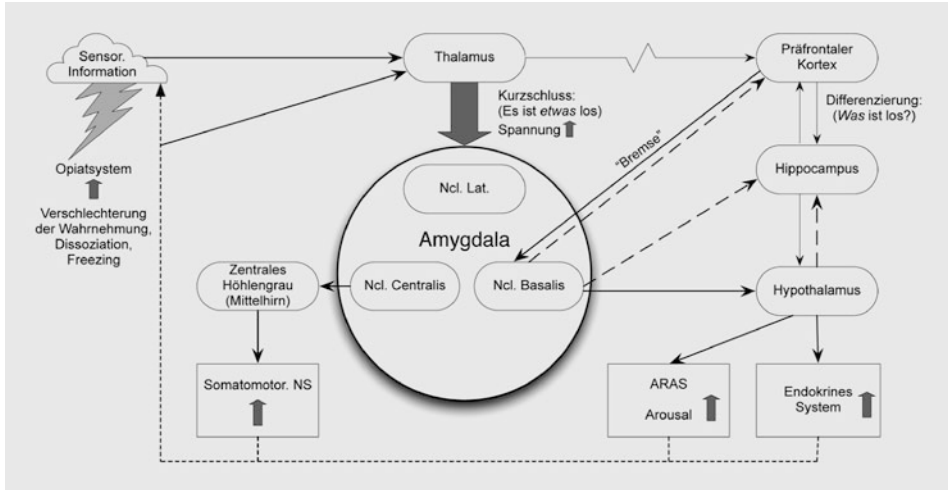 Sensor.
Information
Thalamus
Präfrontaler
Kortex
Kurzschluss:
(Es ist etwas los)
Spannung
Differenzierung:
(Was ist los?)
"Bremse"
Opiatsystem
Verschlechterung
der Wahrnehmung,
Dissoziation,
Freezing
Ncl. Lat.
Hippocampus
Amygdala
Zentrales
Höhlengrau
(Mittelhirn)
Ncl. Centralis
Ncl. Basalis
Hypothalamus
Somatomotor. NS
ARAS
Arousal
Endokrines
System